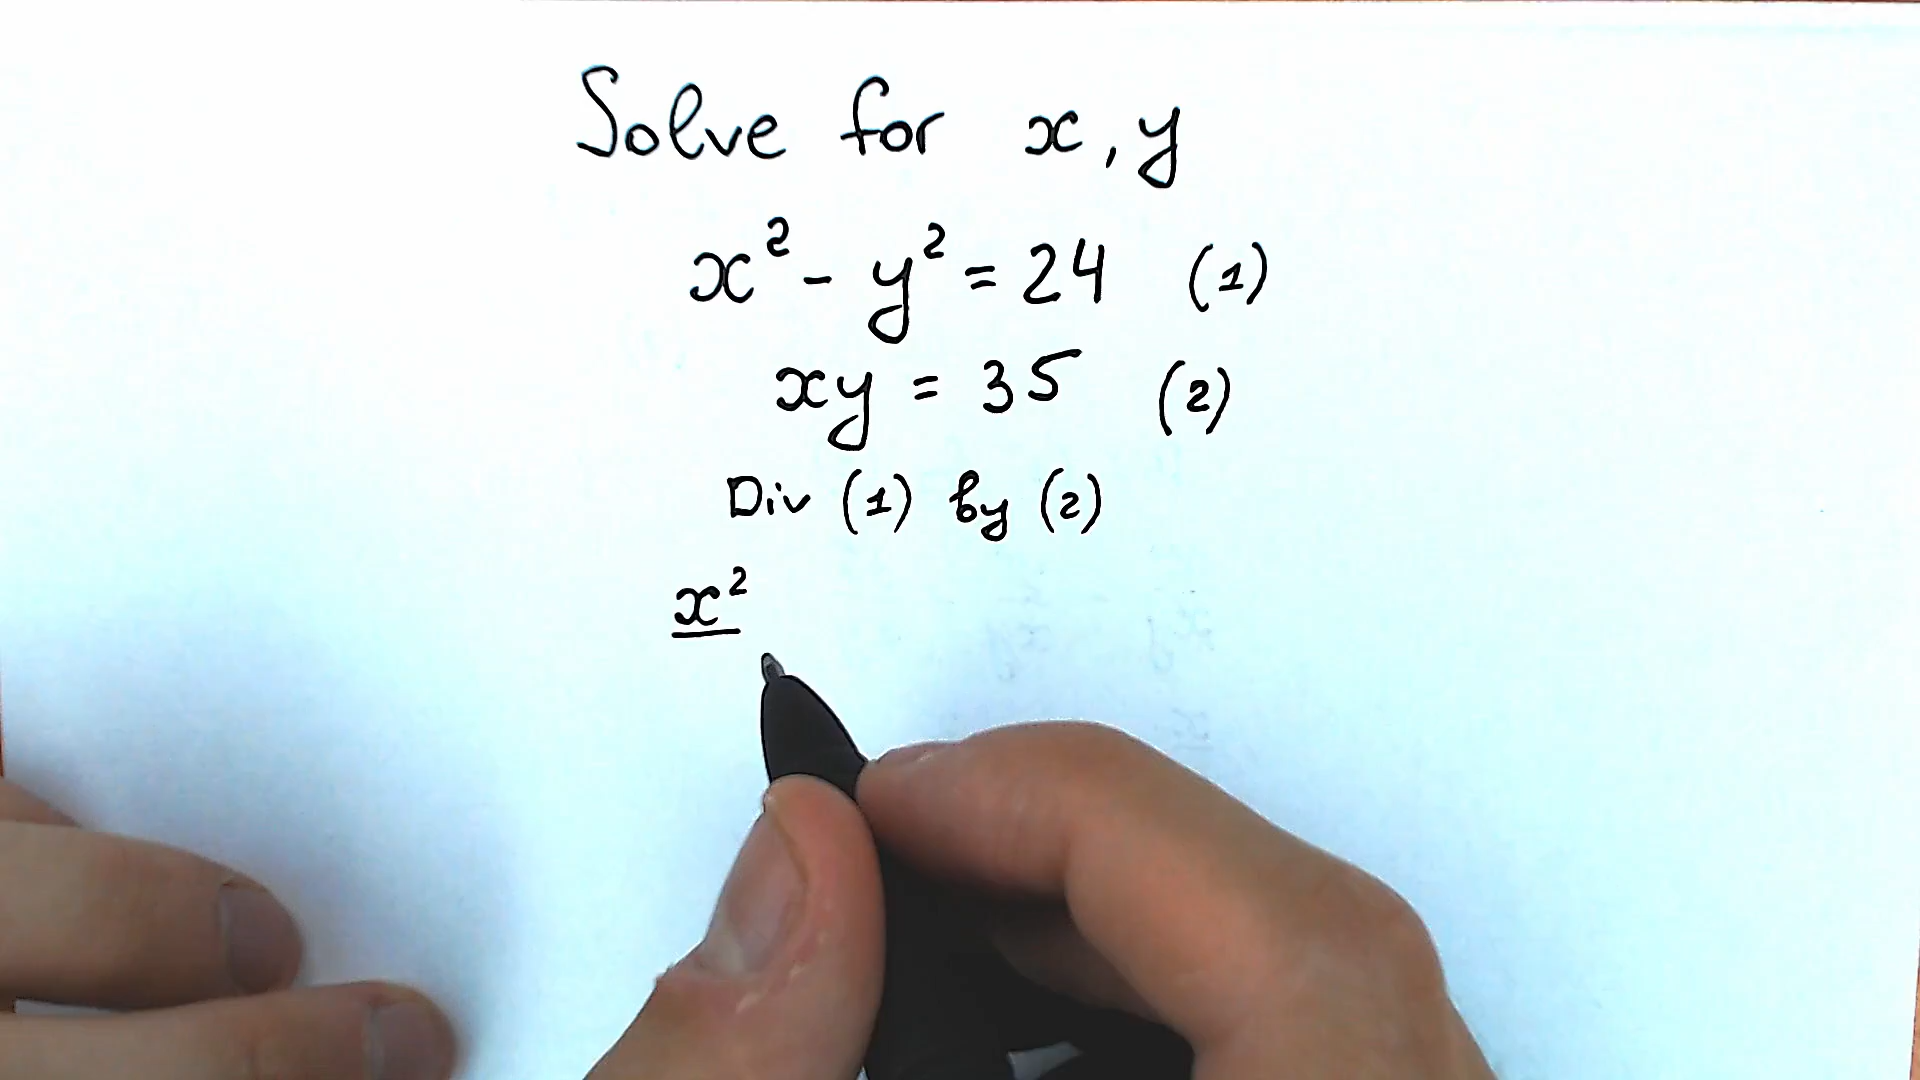 Solve for x, y
x² - y² = 24 (1)
xy = 35 (2)
Div (1) by (2)
x²